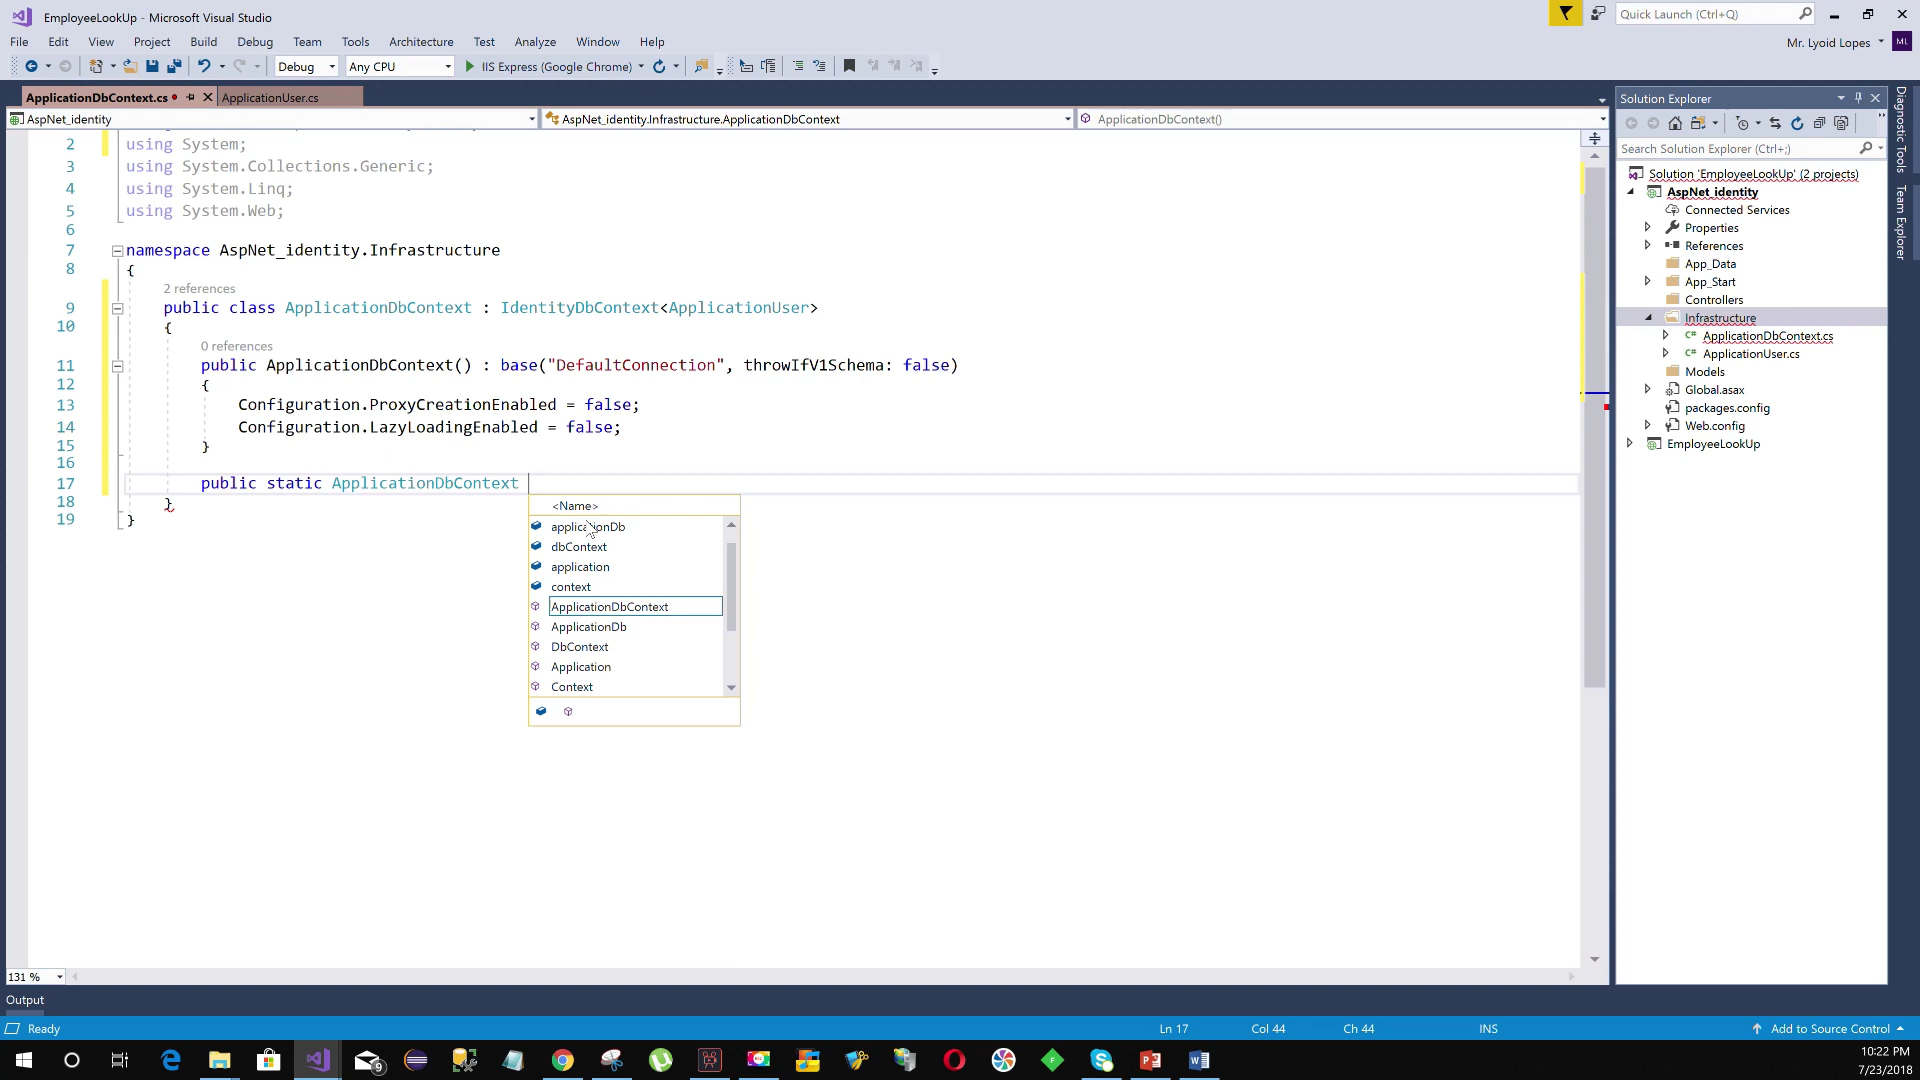 EmployeeLookUp - Microsoft Visual Studio
Quick Launch (Ctrl+Q)
File Edit View Project Build Debug Team Tools Architecture Test Analyze Window Help
Mr. Lyoid Lopes
ML
Debug
Any CPU
IIS Express (Google Chrome)
ApplicationDbContext.cs
ApplicationUser.cs
AspNet_identity
AspNet_identity.Infrastructure.ApplicationDbContext
ApplicationDbContext()
2 using System;
3 using System.Collections.Generic;
4 using System.Linq;
5 using System.Web;
6
7 namespace AspNet_identity.Infrastructure
8 {
2 references
9 public class ApplicationDbContext : IdentityDbContext<ApplicationUser>
10 {
0 references
11 public ApplicationDbContext() : base("DefaultConnection", throwIfV1Schema: false)
12 {
13 Configuration.ProxyCreationEnabled = false;
14 Configuration.LazyLoadingEnabled = false;
15 }
16
17 public static ApplicationDbContext
18 }
19 }
<Name>
applicationDb
dbContext
application
context
ApplicationDbContext
ApplicationDb
DbContext
Application
Context
Solution Explorer
Search Solution Explorer (Ctrl+;)
Solution 'EmployeeLookUp' (2 projects)
AspNet_identity
Connected Services
Properties
References
App_Data
App_Start
Controllers
Infrastructure
ApplicationDbContext.cs
ApplicationUser.cs
Models
Global.asax
packages.config
Web.config
EmployeeLookUp
Diagnostic Tools
Team Explorer
131 %
Output
Ready
Ln 17
Col 44
Ch 44
INS
Add to Source Control
9
10:22 PM
7/23/2018